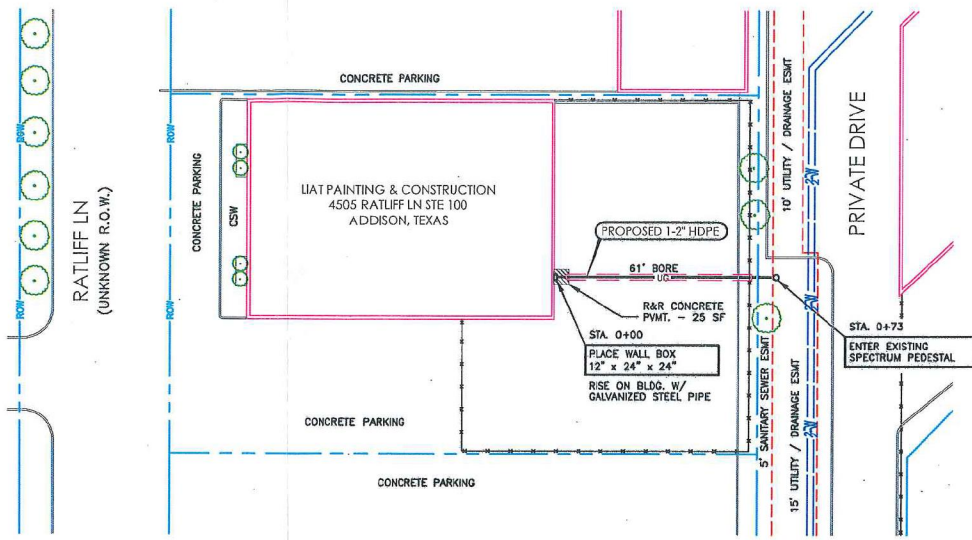 CONCRETE PARKING
ROW
ROW
RATLIFF LN
(UNKNOWN R.O.W.)
ROW
ROW
CONCRETE PARKING
CSW
LIAT PAINTING & CONSTRUCTION
4505 RATLIFF LN STE 100
ADDISON, TEXAS
PROPOSED 1-2" HDPE
61' BORE
UG
R&R CONCRETE
PVMT. - 25 SF
STA. 0+00
PLACE WALL BOX
12" x 24" x 24"
RISE ON BLDG. W/
GALVANIZED STEEL PIPE
10' UTILITY / DRAINAGE ESMT
PRIVATE DRIVE
STA. 0+73
ENTER EXISTING
SPECTRUM PEDESTAL
5' SANITARY SEWER ESMT
15' UTILITY / DRAINAGE ESMT
CONCRETE PARKING
CONCRETE PARKING